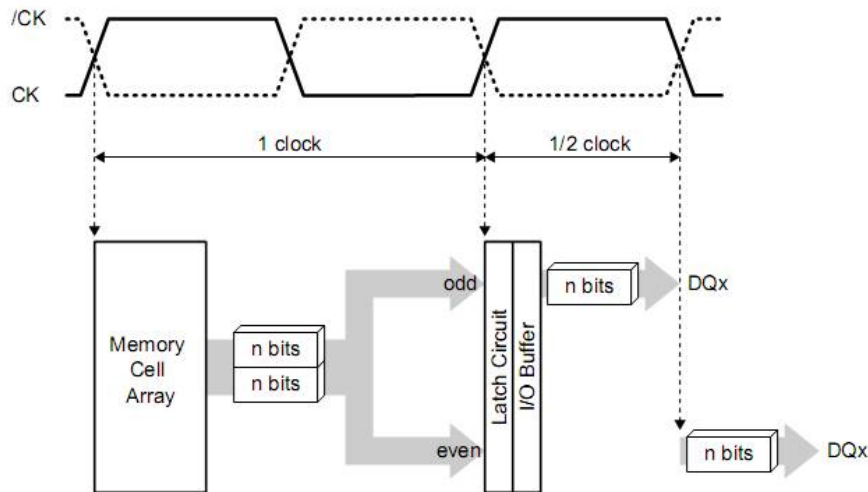 /CK
CK
1 clock
1/2 clock
odd
n bits
DQx
Memory
Cell
Array
n bits
n bits
Latch Circuit
I/O Buffer
even
n bits
DQx